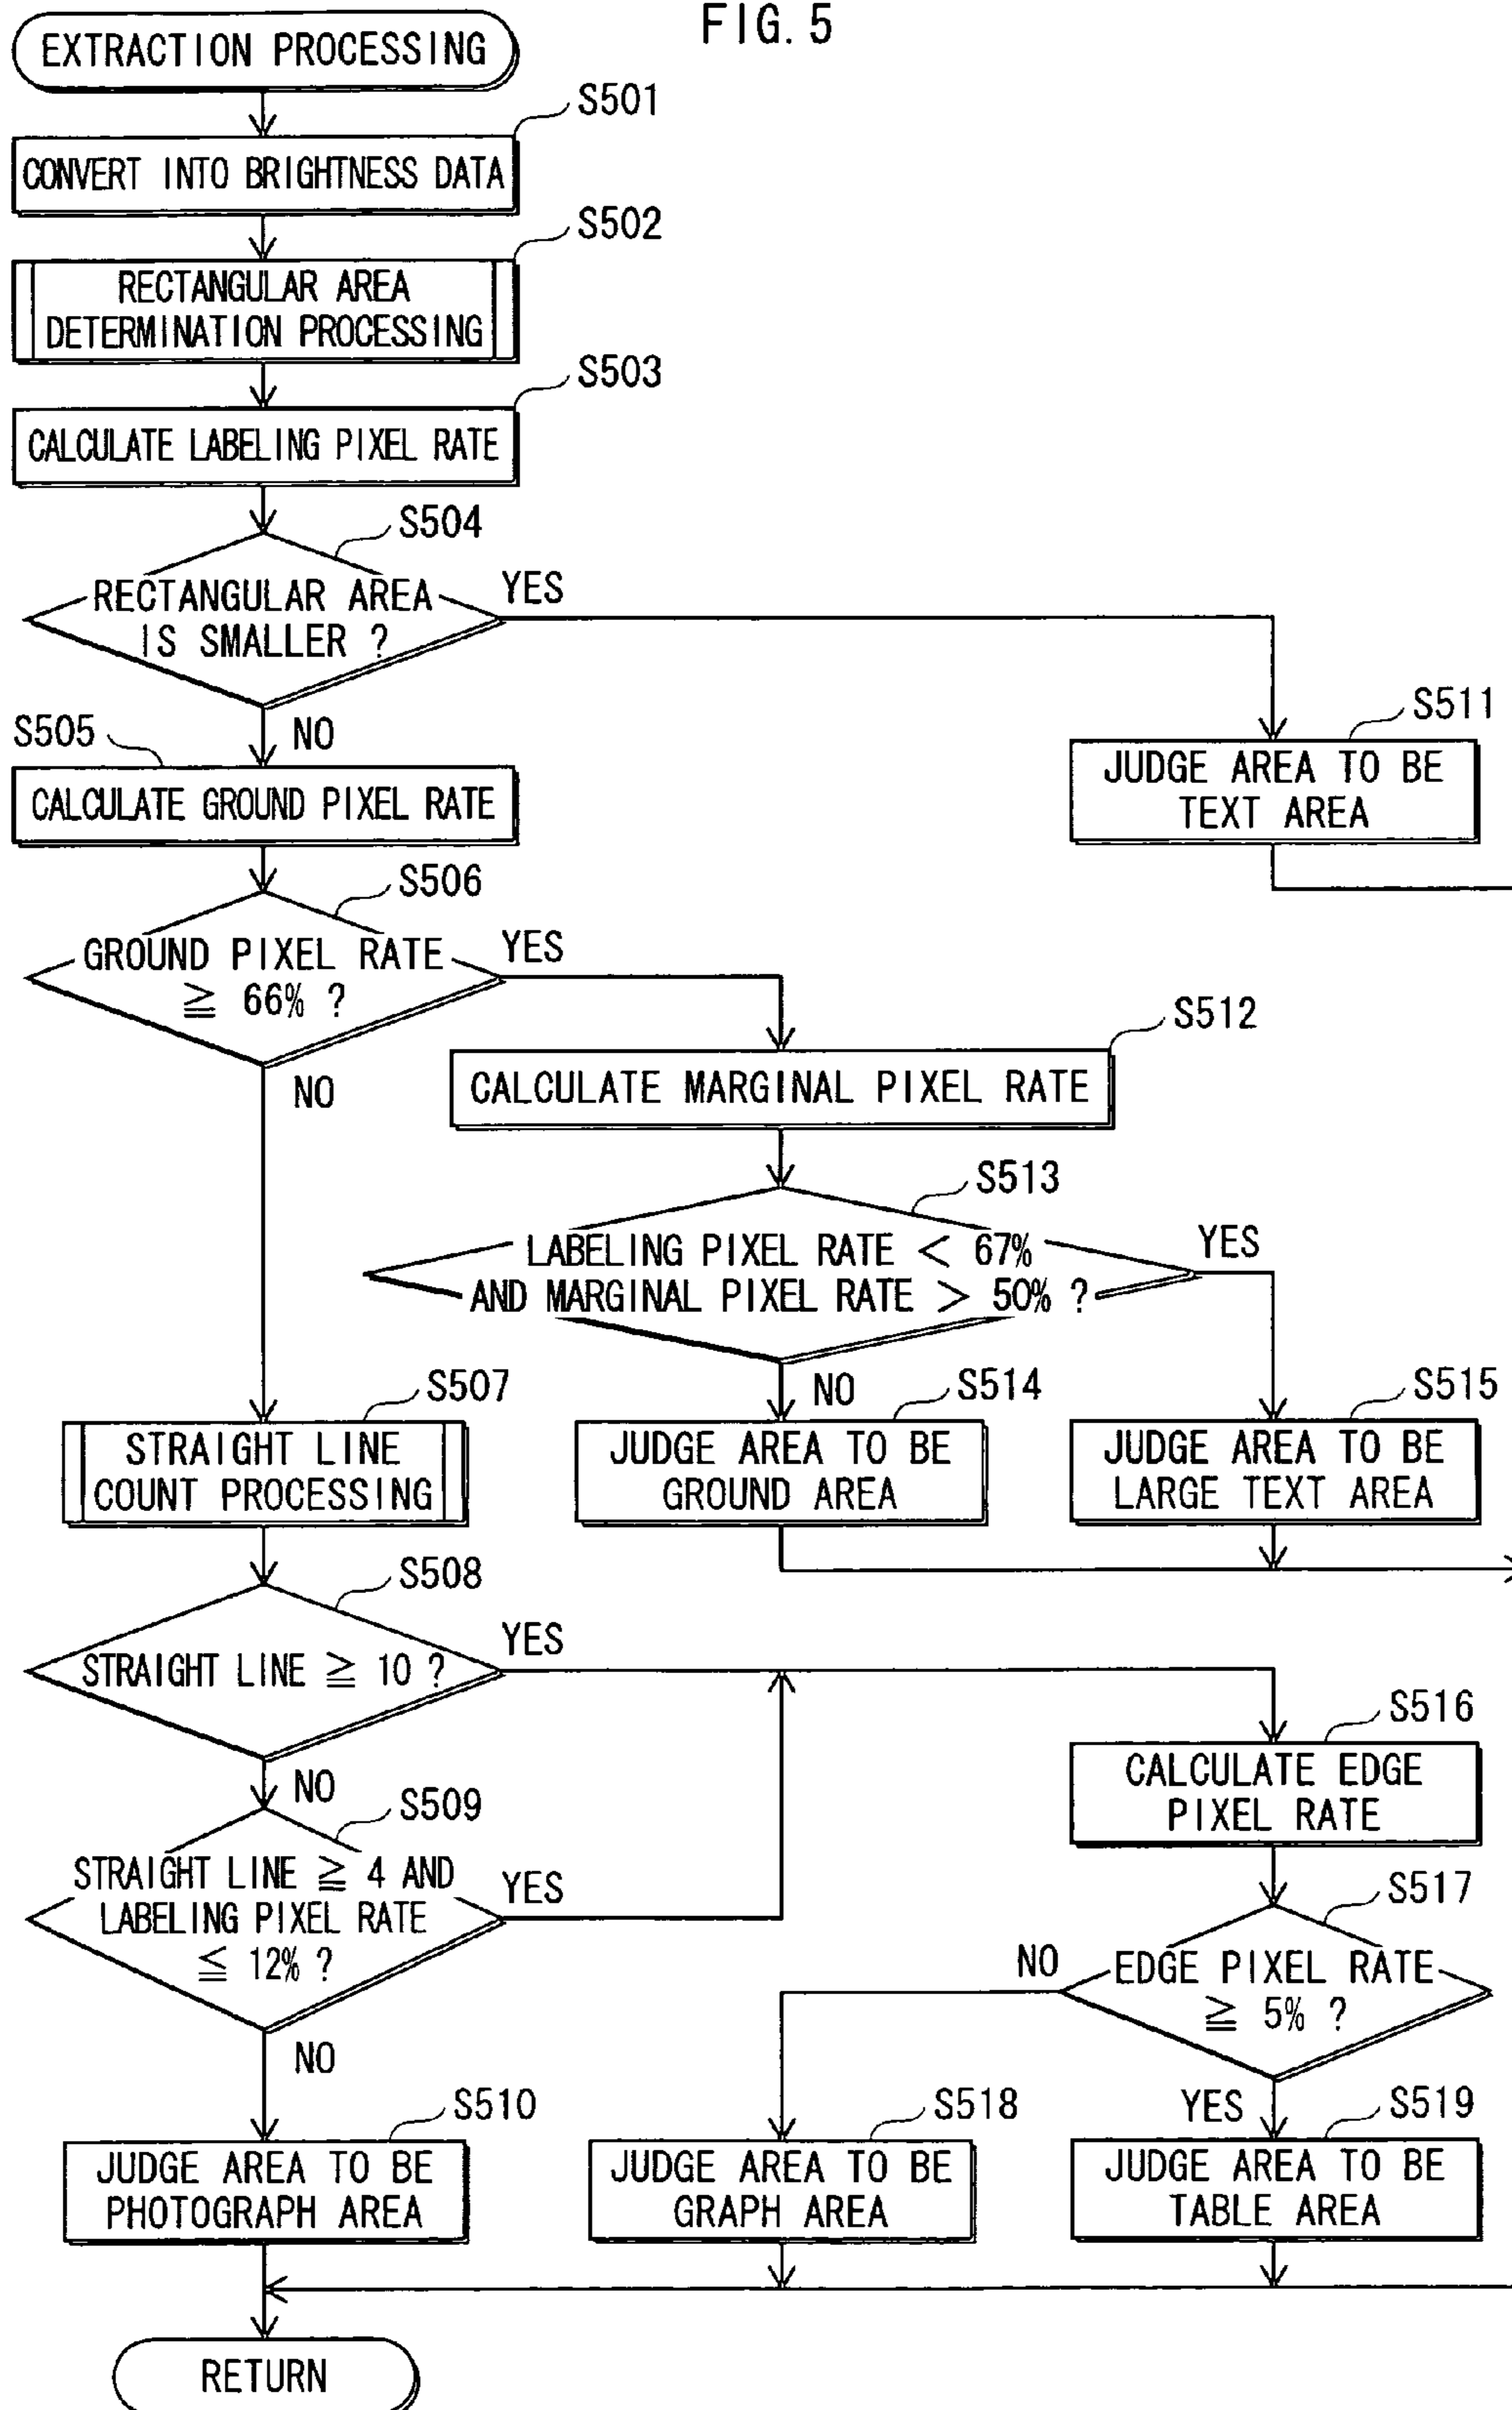 FIG. 5
EXTRACTION PROCESSING
S501
CONVERT INTO BRIGHTNESS DATA
S502
RECTANGULAR AREA
DETERMINATION PROCESSING
S503
CALCULATE LABELING PIXEL RATE
S504
RECTANGULAR AREA
IS SMALLER ?
YES
NO
S511
JUDGE AREA TO BE
TEXT AREA
S505
CALCULATE GROUND PIXEL RATE
S506
GROUND PIXEL RATE
≧ 66% ?
YES
NO
S512
CALCULATE MARGINAL PIXEL RATE
S513
LABELING PIXEL RATE < 67%
AND MARGINAL PIXEL RATE > 50% ?
YES
NO
S507
STRAIGHT LINE
COUNT PROCESSING
S514
JUDGE AREA TO BE
GROUND AREA
S515
JUDGE AREA TO BE
LARGE TEXT AREA
S508
STRAIGHT LINE ≧ 10 ?
YES
NO
S516
CALCULATE EDGE
PIXEL RATE
S509
STRAIGHT LINE ≧ 4 AND
LABELING PIXEL RATE
≦ 12% ?
YES
NO
S517
EDGE PIXEL RATE
≧ 5% ?
NO
YES
S510
JUDGE AREA TO BE
PHOTOGRAPH AREA
S518
JUDGE AREA TO BE
GRAPH AREA
S519
JUDGE AREA TO BE
TABLE AREA
RETURN